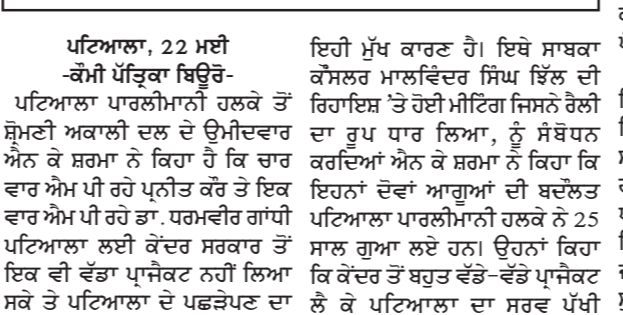 ਪਟਿਆਲਾ, 22 ਮਈ
-ਕੌਮੀ ਪੱਤ੍ਰਿਕਾ ਬਿਊਰੋ-
ਪਟਿਆਲਾ ਪਾਰਲੀਮਾਨੀ ਹਲਕੇ ਤੋਂ
ਸ਼੍ਰੋਮਣੀ ਅਕਾਲੀ ਦਲ ਦੇ ਉਮੀਦਵਾਰ
ਐਨ ਕੇ ਸ਼ਰਮਾ ਨੇ ਕਿਹਾ ਹੈ ਕਿ ਚਾਰ
ਵਾਰ ਐਮ ਪੀ ਰਹੇ ਪ੍ਰਨੀਤ ਕੌਰ ਤੇ ਇਕ
ਵਾਰ ਐਮ ਪੀ ਰਹੇ ਡਾ. ਧਰਮਵੀਰ ਗਾਂਧੀ
ਪਟਿਆਲਾ ਲਈ ਕੇਂਦਰ ਸਰਕਾਰ ਤੋਂ
ਇਕ ਵੀ ਵੱਡਾ ਪ੍ਰਾਜੈਕਟ ਨਹੀਂ ਲਿਆ
ਸਕੇ ਤੇ ਪਟਿਆਲਾ ਦੇ ਪਛੜੇਪਣ ਦਾ
ਇਹੀ ਮੁੱਖ ਕਾਰਣ ਹੈ। ਇਥੇ ਸਾਬਕਾ
ਕੌਂਸਲਰ ਮਾਲਵਿੰਦਰ ਸਿੰਘ ਝਿੱਲ ਦੀ
ਰਿਹਾਇਸ਼ 'ਤੇ ਹੋਈ ਮੀਟਿੰਗ ਜਿਸਨੇ ਰੈਲੀ
ਦਾ ਰੂਪ ਧਾਰ ਲਿਆ, ਨੂੰ ਸੰਬੋਧਨ
ਕਰਦਿਆਂ ਐਨ ਕੇ ਸ਼ਰਮਾ ਨੇ ਕਿਹਾ ਕਿ
ਇਹਨਾਂ ਦੋਵਾਂ ਆਗੂਆਂ ਦੀ ਬਦੌਲਤ
ਪਟਿਆਲਾ ਪਾਰਲੀਮਾਨੀ ਹਲਕੇ ਨੇ 25
ਸਾਲ ਗੁਆ ਲਏ ਹਨ। ਉਹਨਾਂ ਕਿਹਾ
ਕਿ ਕੇਂਦਰ ਤੋਂ ਬਹੁਤ ਵੱਡੇ-ਵੱਡੇ ਪ੍ਰਾਜੈਕਟ
ਲੈ ਕੇ ਪਟਿਆਲਾ ਦਾ ਸਰਵ ਪੱਖੀ